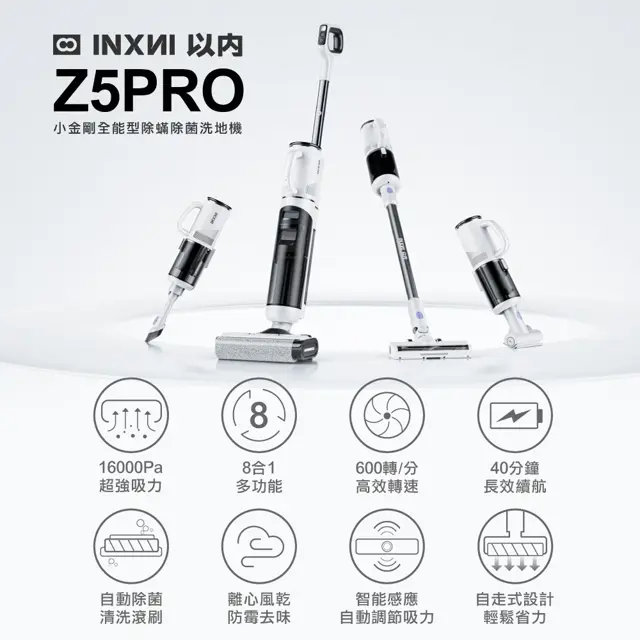 INXNI 以内
Z5PRO
小金剛全能型除蟎除菌洗地機
8
16000Pa
超強吸力
8合1
多功能
600轉/分
高效轉速
40分鐘
長效續航
自動除菌
清洗滾刷
離心風乾
防霉去味
智能感應
自動調節吸力
自走式設計
輕鬆省力